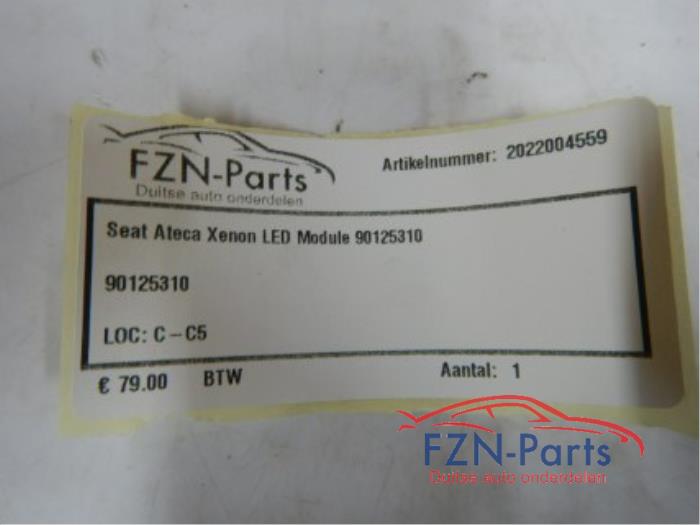 FZN-Parts
Duitse auto onderdelen
Artikelnummer: 2022004559
Seat Ateca Xenon LED Module 90125310
90125310
LOC: C-C5
€ 79.00 BTW
Aantal: 1
FZN-Parts
Duitse auto onderdelen